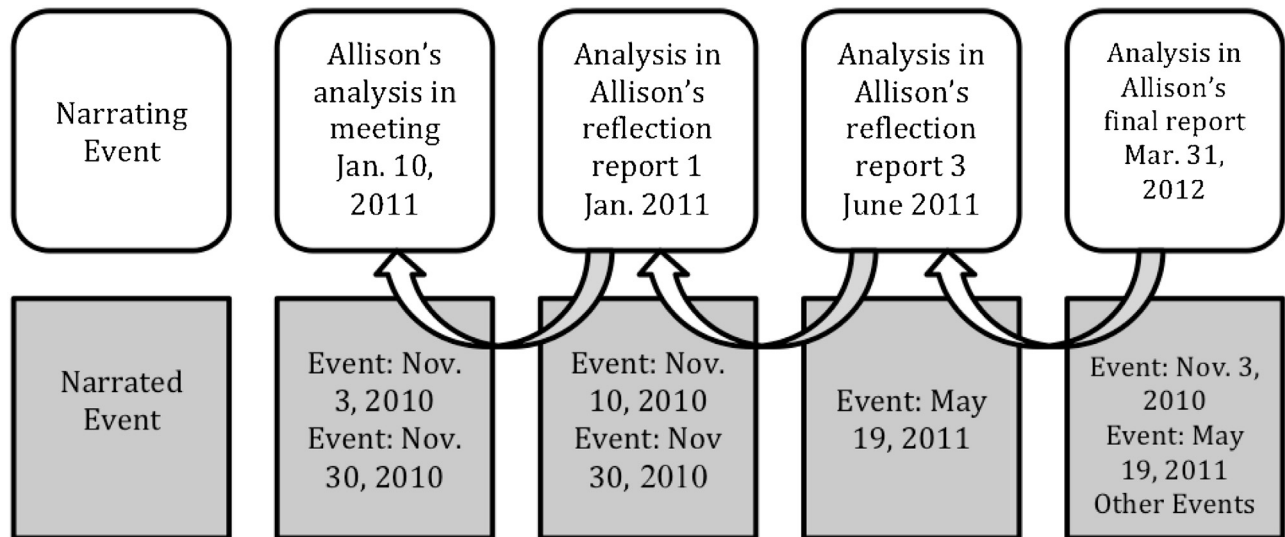 Narrating
Event
Allison’s
analysis in
meeting
Jan. 10,
2011
Analysis in
Allison’s
reflection
report 1
Jan. 2011
Analysis in
Allison’s
reflection
report 3
June 2011
Analysis in
Allison’s
final report
Mar. 31,
2012
Narrated
Event
Event: Nov.
3, 2010
Event: Nov.
30, 2010
Event: Nov.
10, 2010
Event: Nov
30, 2010
Event: May
19, 2011
Event: Nov. 3,
2010
Event: May
19, 2011
Other Events